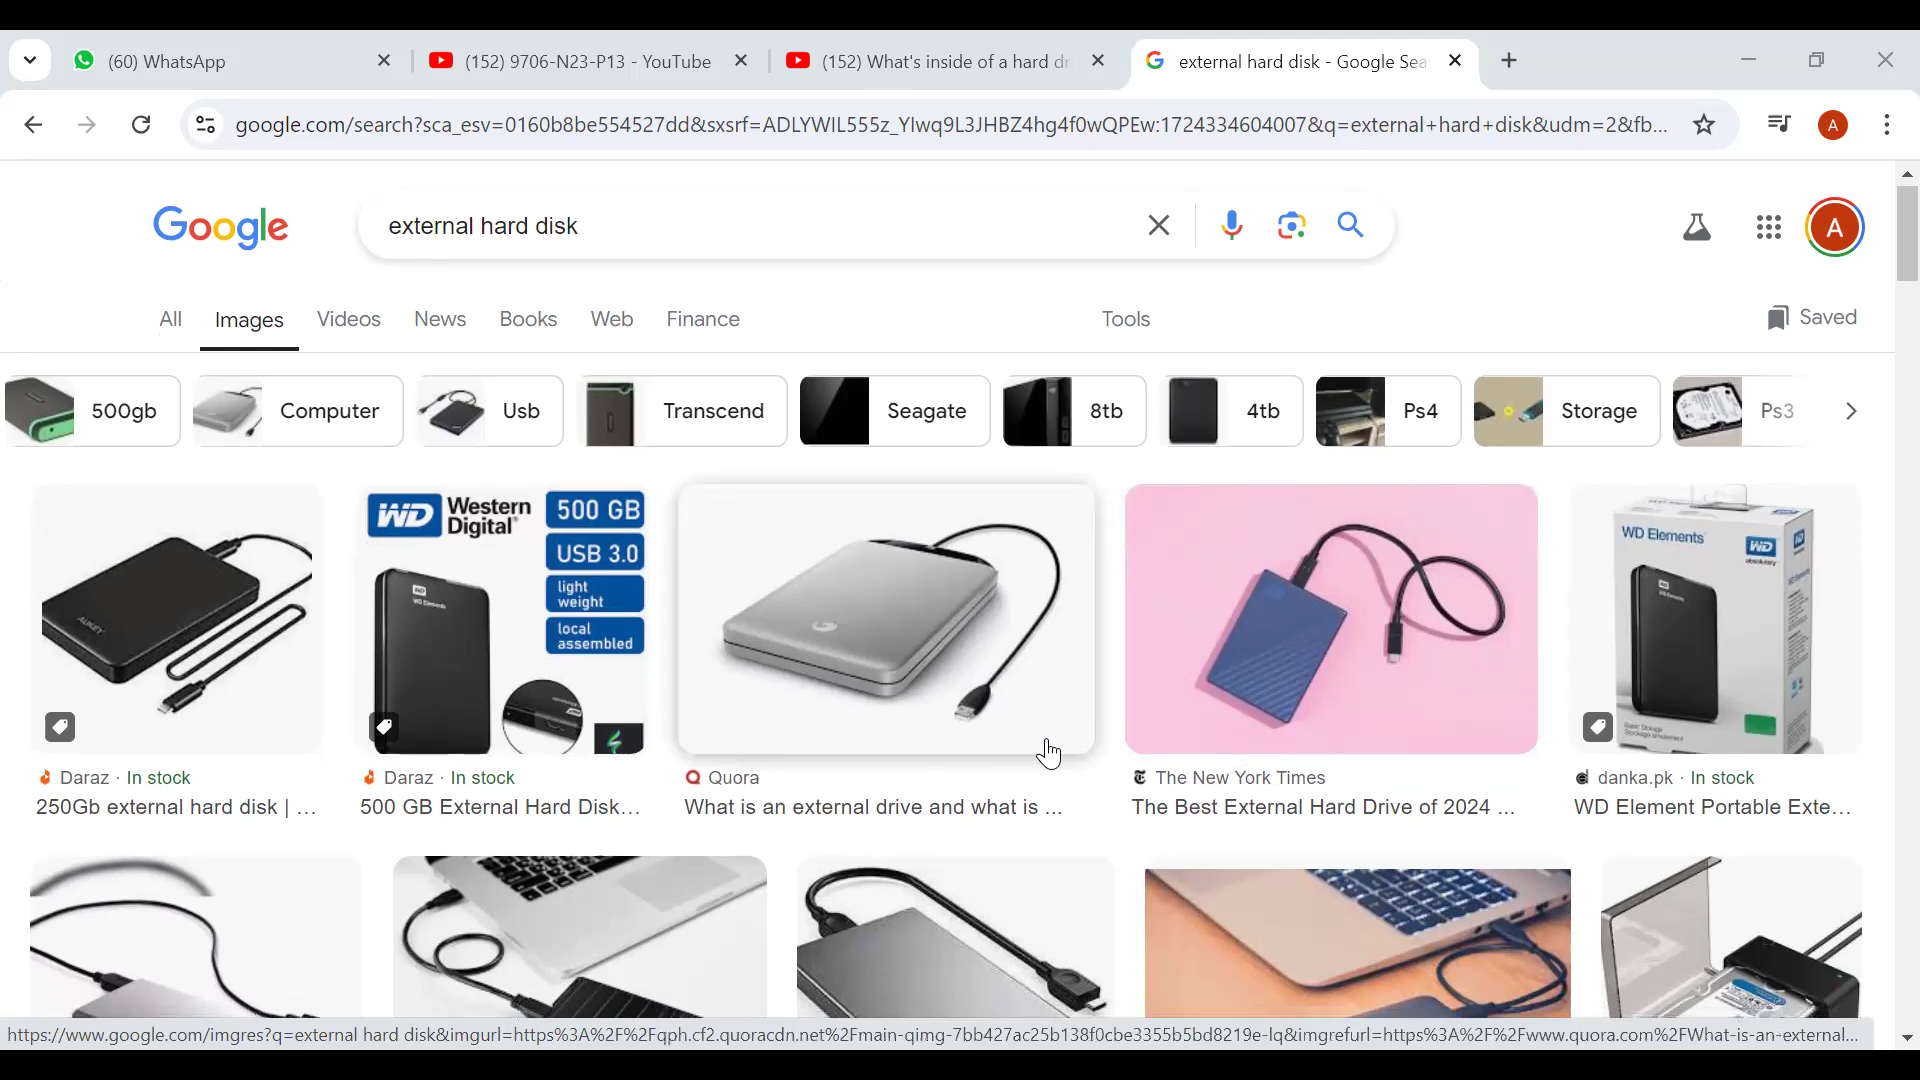 (60) WhatsApp
(152) 9706-N23-P13 - YouTube
(152) What's inside of a hard dr
external hard disk - Google Sea
google.com/search?sca_esv=0160b8be554527dd&sxsrf=ADLYWIL555z_YIwq9L3JHBZ4hg4f0wQPEw:1724334604007&q=external+hard+disk&udm=2&fb...
A
Google
external hard disk
A
All
Images
Videos
News
Books
Web
Finance
Tools
Saved
500gb
Computer
Usb
Transcend
Seagate
8tb
4tb
Ps4
Storage
Ps3
AUKEY
WD Western Digital
500 GB
USB 3.0
light weight
local assembled
WD Elements
WD Elements
WD
Daraz · In stock
250Gb external hard disk | ...
Daraz · In stock
500 GB External Hard Disk...
Quora
What is an external drive and what is ...
The New York Times
The Best External Hard Drive of 2024 ...
danka.pk · In stock
WD Element Portable Exte...
https://www.google.com/imgres?q=external hard disk&imgurl=https%3A%2F%2Fqph.cf2.quoracdn.net%2Fmain-qimg-7bb427ac25b138f0cbe3355b5bd8219e-lq&imgrefurl=https%3A%2F%2Fwww.quora.com%2FWhat-is-an-external...